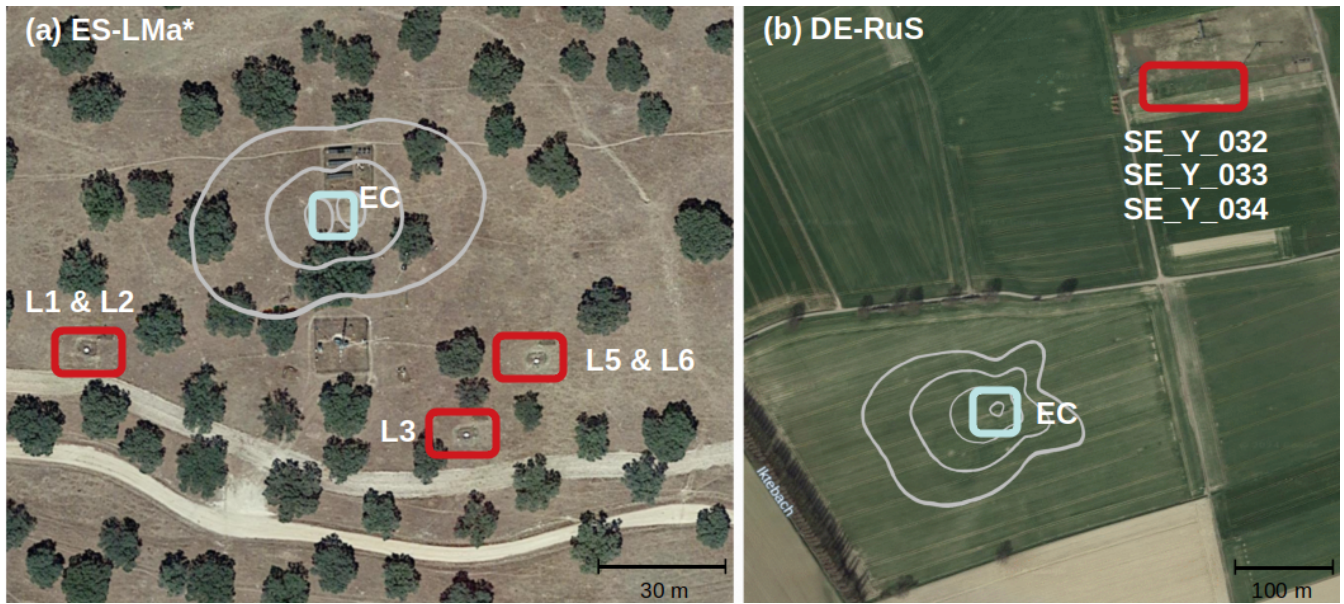 (a) ES-LMa*
EC
L1 & L2
L5 & L6
L3
30 m
(b) DE-RuS
SE_Y_032
SE_Y_033
SE_Y_034
EC
Iktebach
100 m